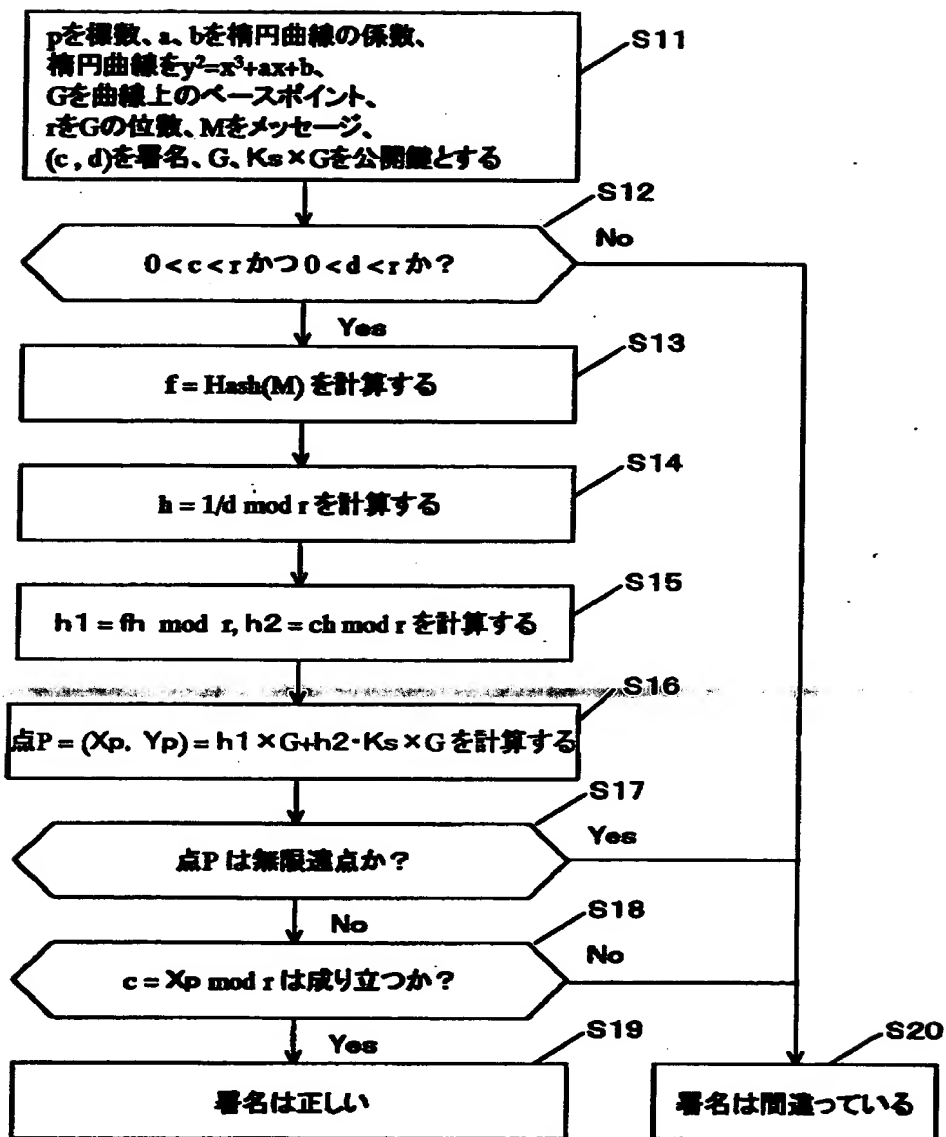 pを標数、a、bを楕円曲線の係数、
楕円曲線をy²=x³+ax+b、
Gを曲線上のベースポイント、
rをGの位数、Mをメッセージ、
(c , d)を署名、G、Ks×Gを公開鍵とする
S11
S12
0 < c < r かつ 0 < d < r か？
No
Yes
S13
f = Hash(M) を計算する
S14
h = 1/d mod r を計算する
S15
h1 = fh mod r, h2 = ch mod r を計算する
S16
点P = (Xp, Yp) = h1×G+h2・Ks×G を計算する
S17
点P は無限遠点か？
Yes
No
S18
c = Xp mod r は成り立つか？
No
Yes
S19
署名は正しい
S20
署名は間違っている